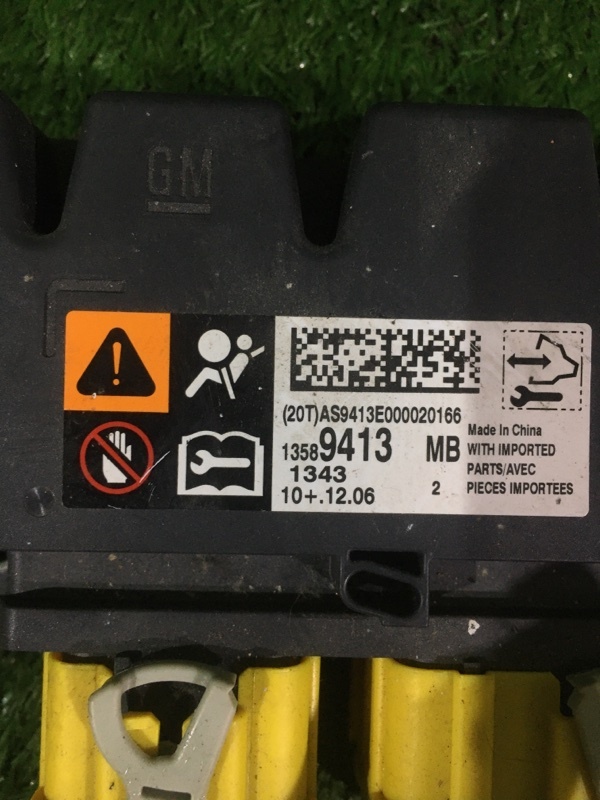 GM
(20T)AS9413E000020166
13589413 MB
1343
10+.12.06 2
Made In China
WITH IMPORTED
PARTS/AVEC
PIECES IMPORTEES